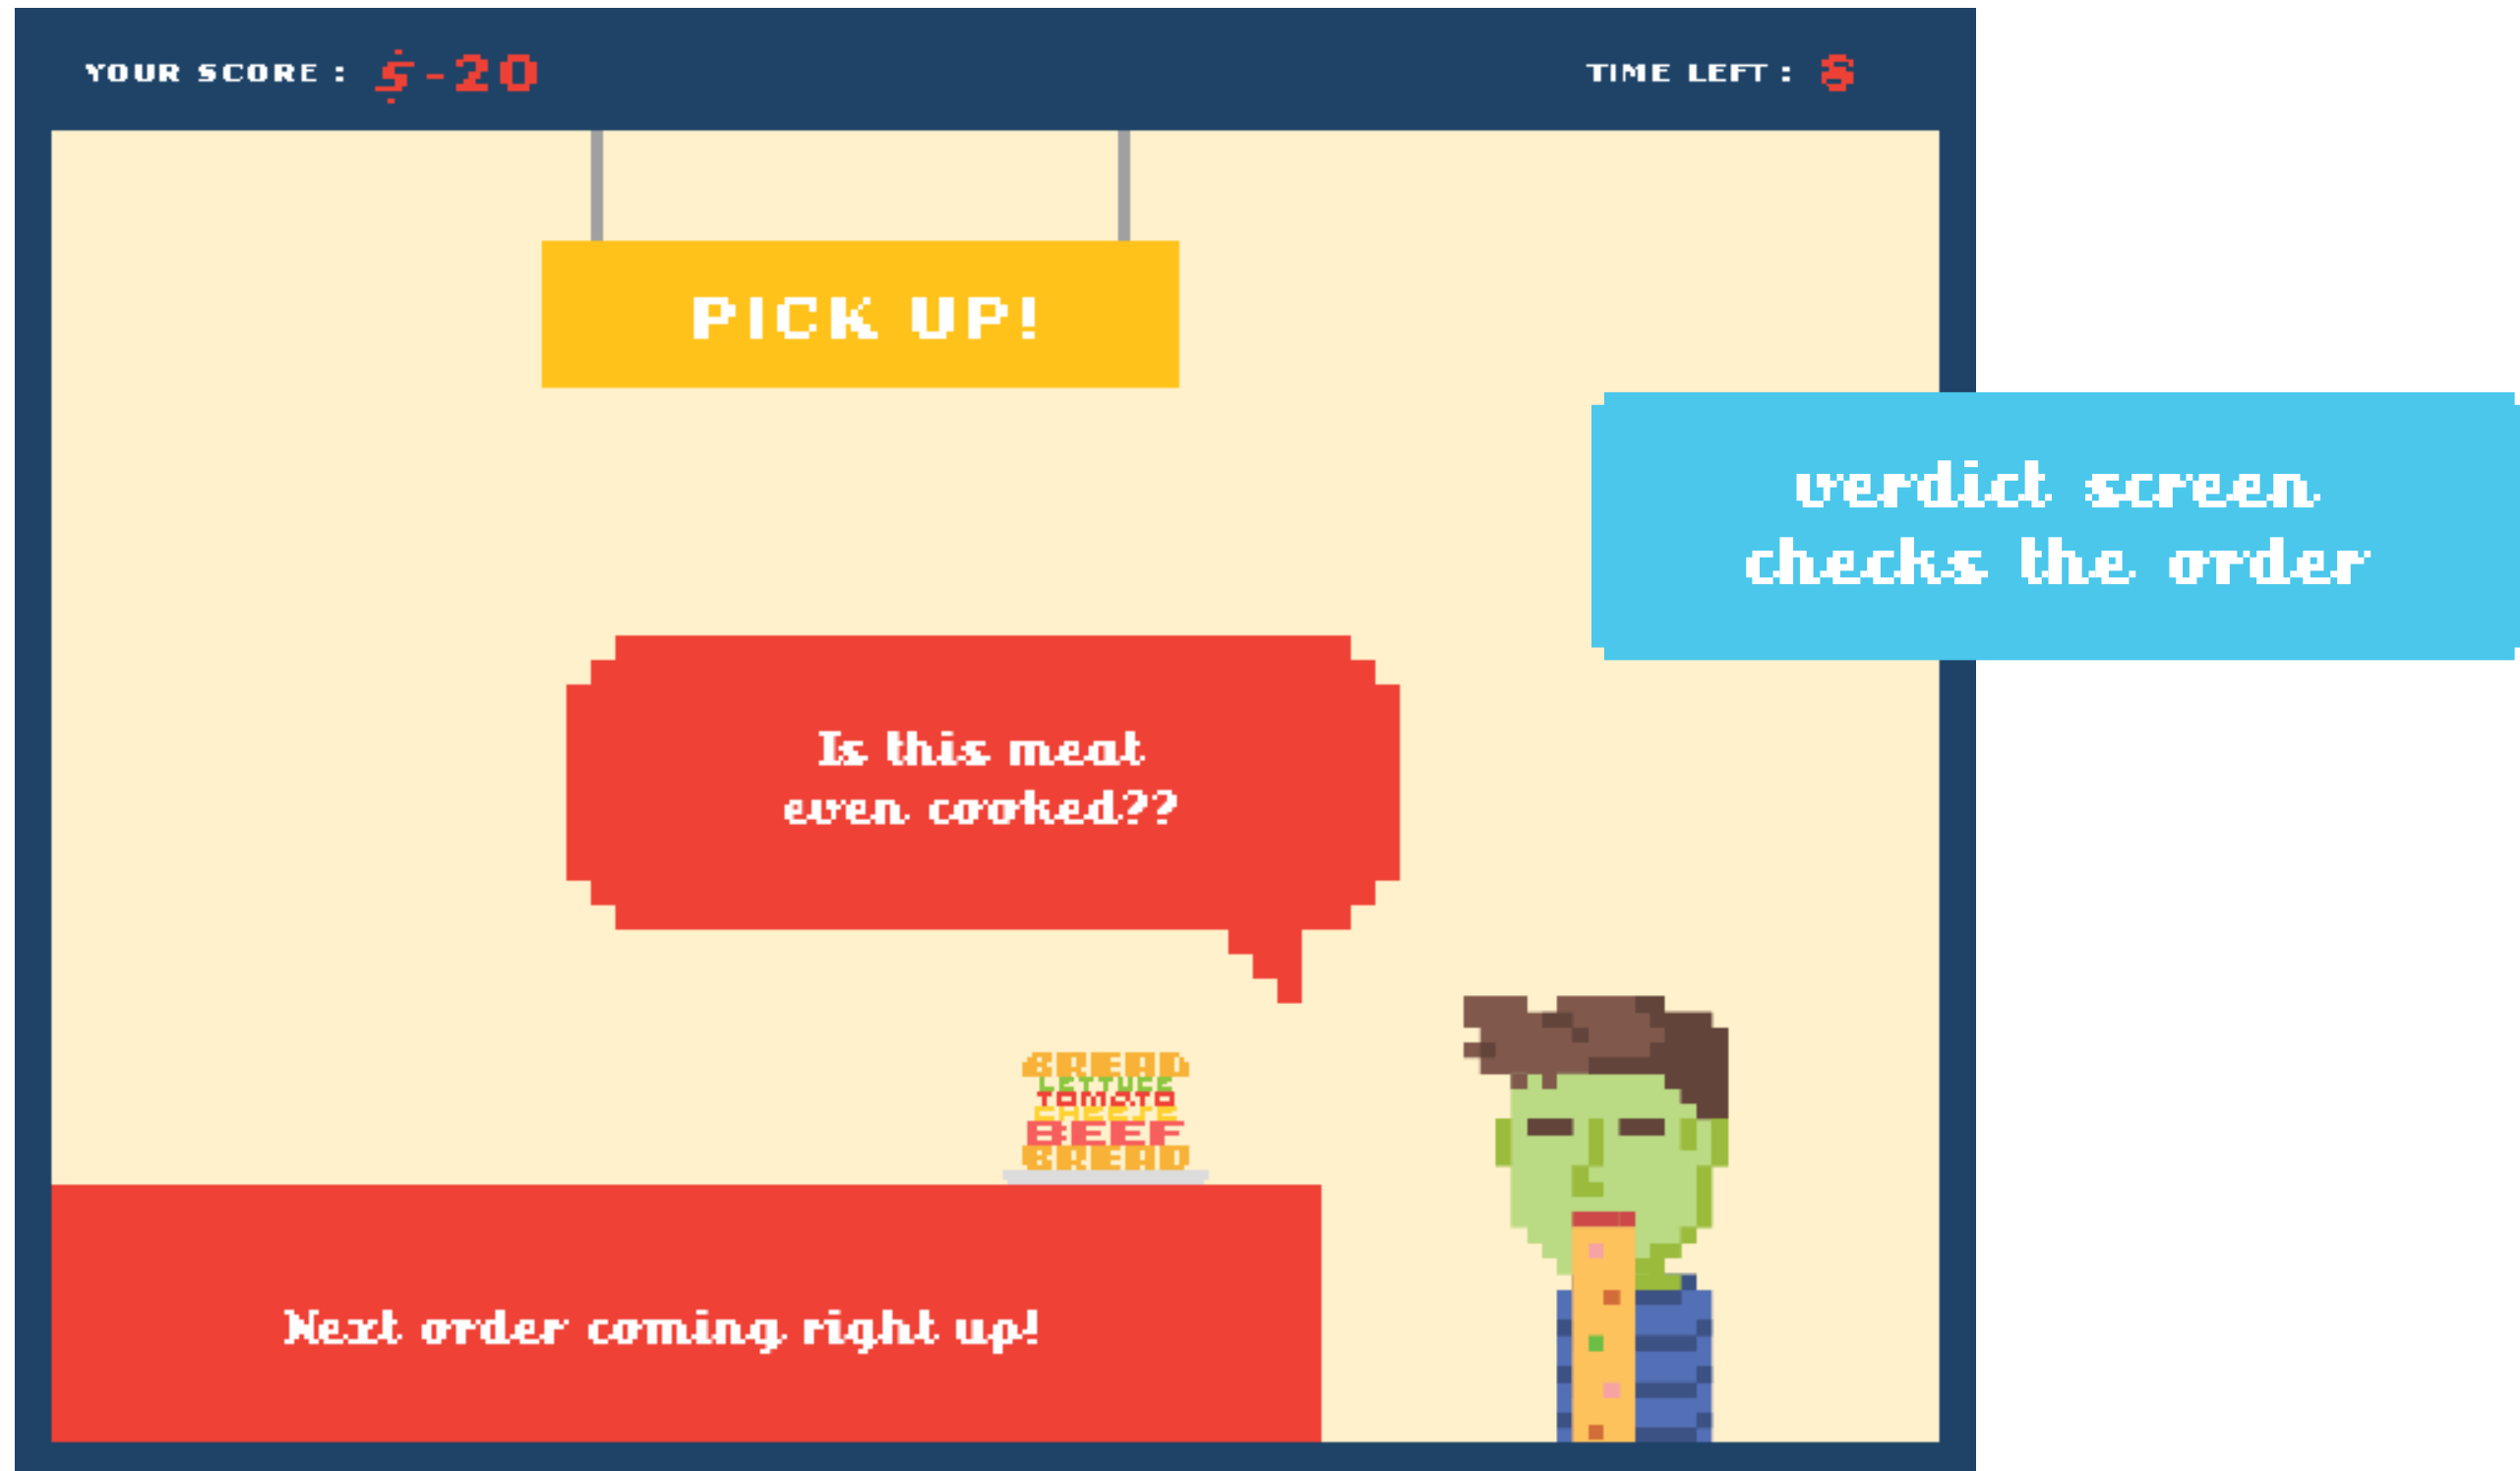 YOUR SCORE : $-20
TIME LEFT : 8
PICK UP!
verdict screen
checks the order
Is this meat
even cooked??
BREAD
LETTUCE
TOMATO
CHEESE
BEEF
BREAD
Next order coming right up!